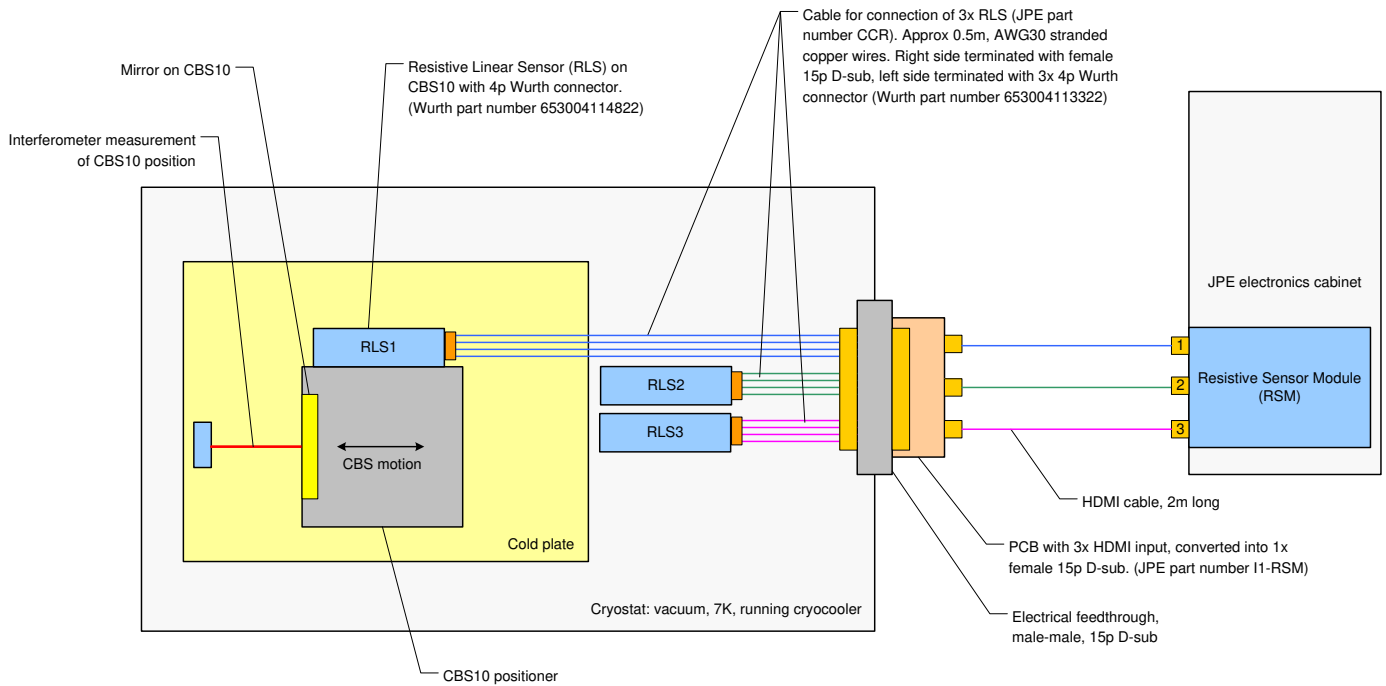 Cable for connection of 3x RLS (JPE part
number CCR). Approx 0.5m, AWG30 stranded
copper wires. Right side terminated with female
15p D-sub, left side terminated with 3x 4p Wurth
connector (Wurth part number 653004113322)
Mirror on CBS10
Resistive Linear Sensor (RLS) on
CBS10 with 4p Wurth connector.
(Wurth part number 653004114822)
Interferometer measurement
of CBS10 position
JPE electronics cabinet
RLS1
1
RLS2
2
Resistive Sensor Module
(RSM)
RLS3
3
CBS motion
HDMI cable, 2m long
Cold plate
PCB with 3x HDMI input, converted into 1x
female 15p D-sub. (JPE part number I1-RSM)
Cryostat: vacuum, 7K, running cryocooler
Electrical feedthrough,
male-male, 15p D-sub
CBS10 positioner